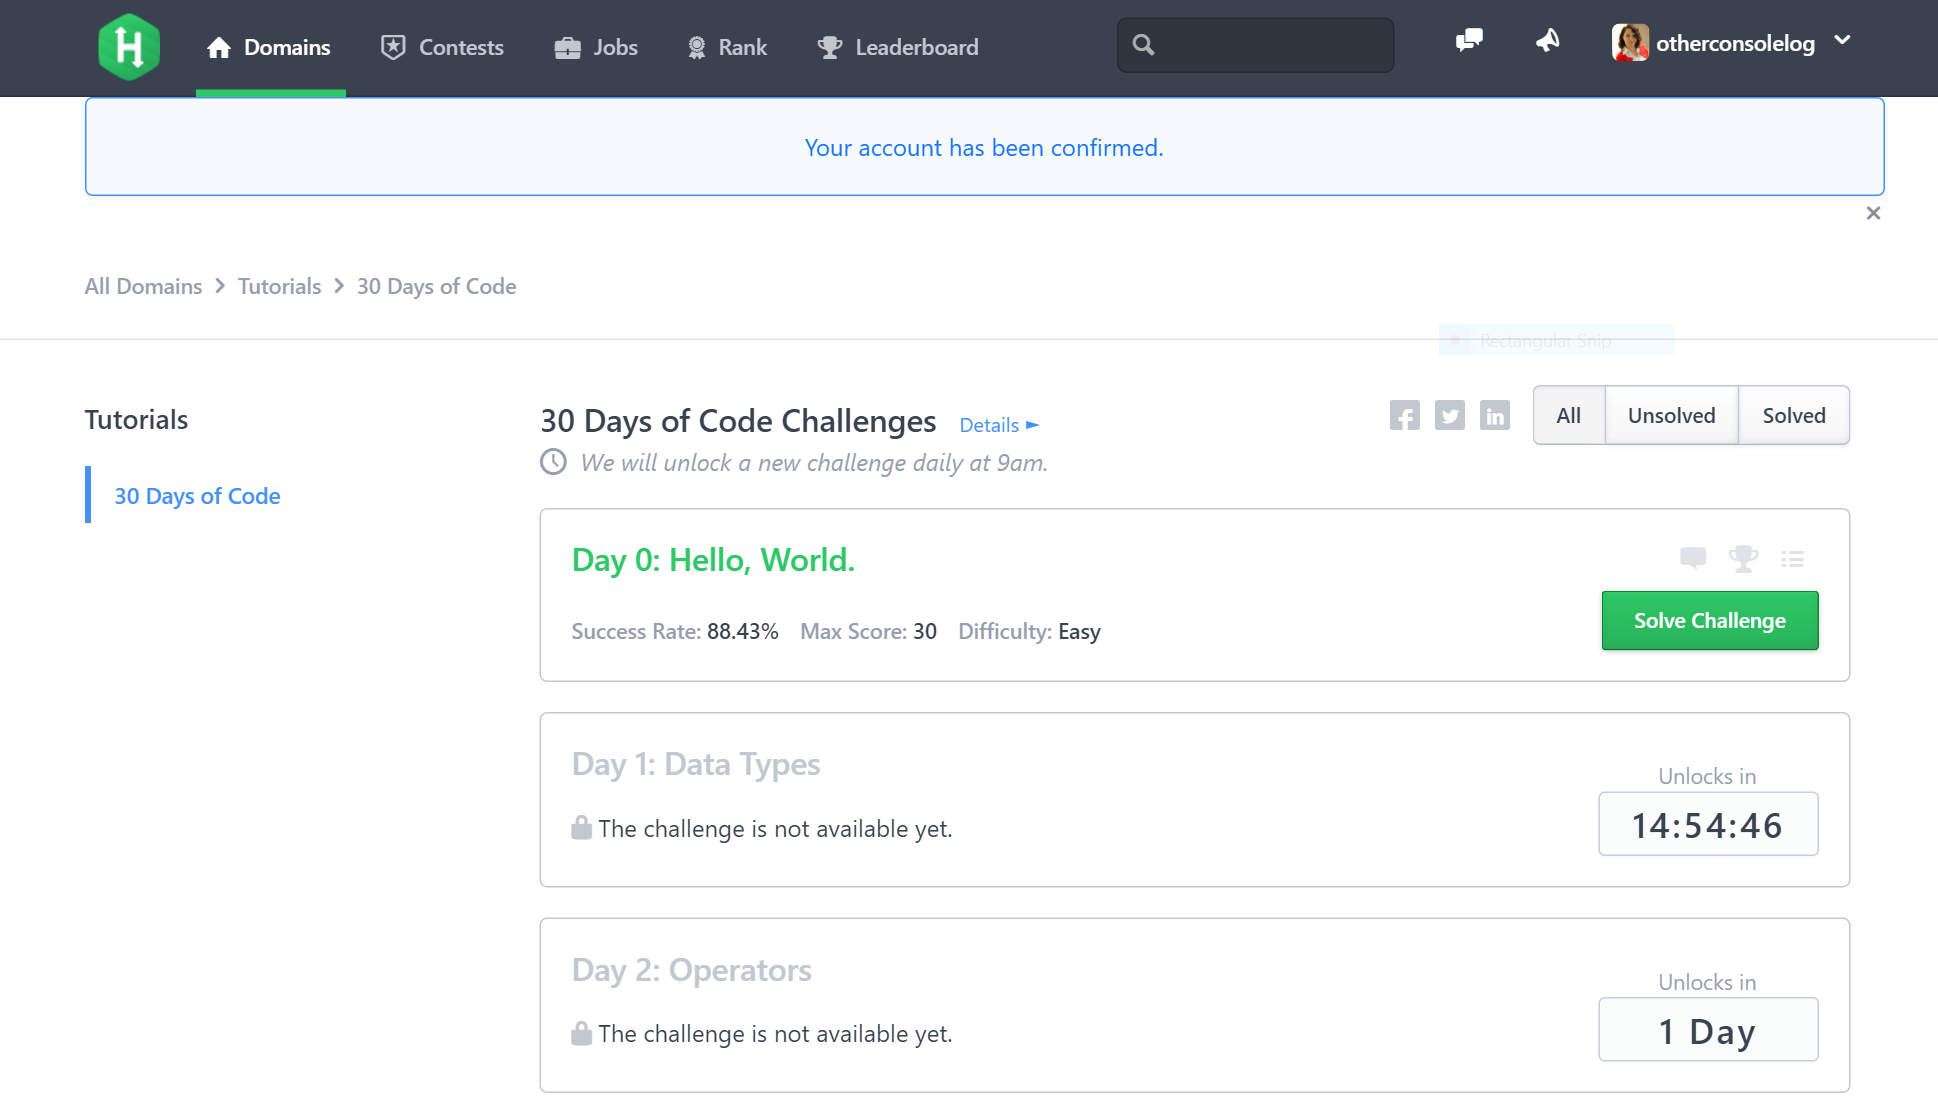 Domains Contests Jobs Rank Leaderboard otherconsolelog
Your account has been confirmed.
All Domains > Tutorials > 30 Days of Code
Rectangular Snip
Tutorials
30 Days of Code
30 Days of Code Challenges Details ►
All Unsolved Solved
We will unlock a new challenge daily at 9am.
Day 0: Hello, World.
Success Rate: 88.43% Max Score: 30 Difficulty: Easy
Solve Challenge
Day 1: Data Types
The challenge is not available yet.
Unlocks in
14:54:46
Day 2: Operators
The challenge is not available yet.
Unlocks in
1 Day